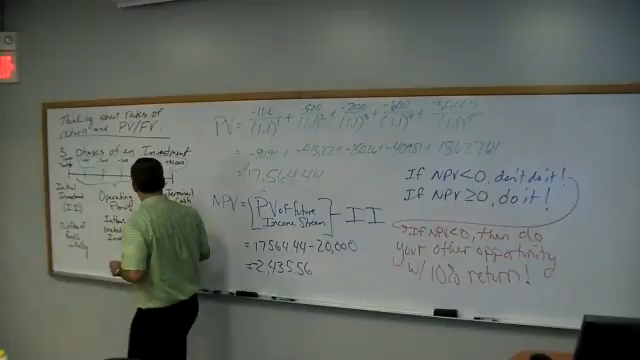 Thinking about rates of
return and PV/FV.
3 phases of an Investment
Initial
Investment
(II)
Operating
Flows
Terminal
Cash
PV = -100/(1.1)^1 + -500/(1.1)^2 + -200/(1.1)^3 + -600/(1.1)^4 + 30,000/(1.1)^5
= -90.91 + -413.22 + -150.26 + -409.81 + 18627.64
= 17,564.44
NPV = [PV of future Income Stream] - II
= 17564.44 - 20,000
= -2,435.56
If NPV < 0, don't do it!
If NPV ≥ 0, do it!
→ If NPV < 0, then do
your other opportunity
w/ 10% return!